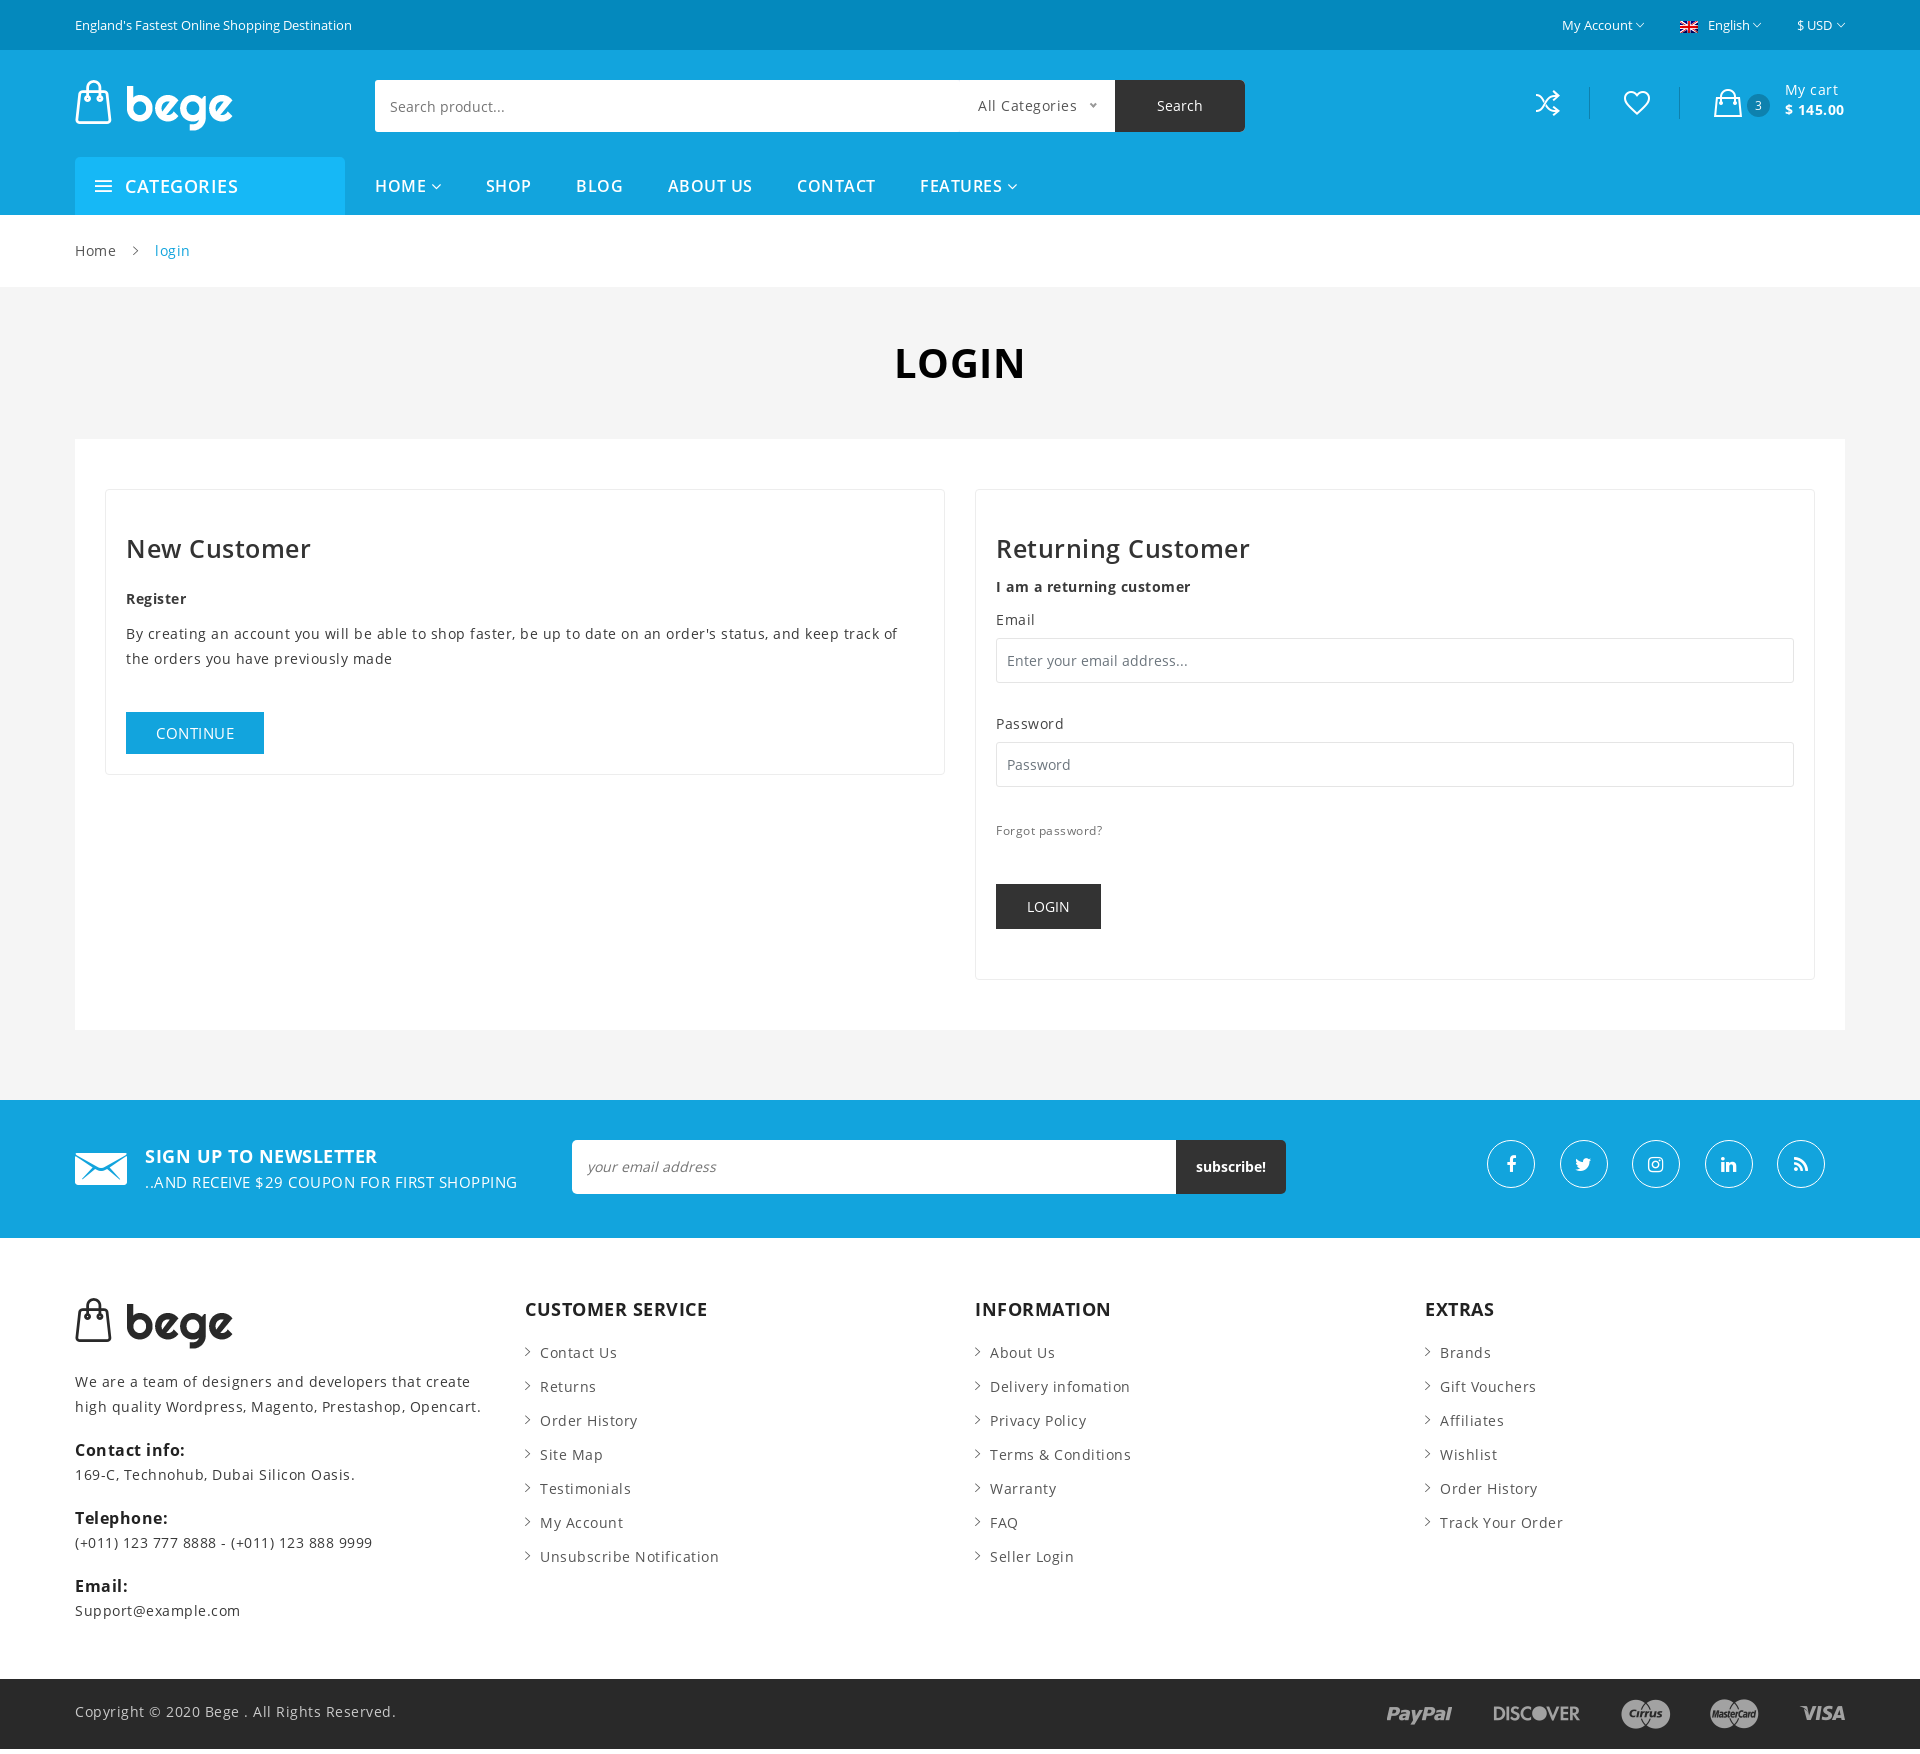 England's Fastest Online Shopping Destination
My Account
English
$ USD
bege
Search product...
All Categories
Search
3
My cart
$ 145.00
CATEGORIES
HOME
SHOP
BLOG
ABOUT US
CONTACT
FEATURES
Home
login
LOGIN
New Customer
Register
By creating an account you will be able to shop faster, be up to date on an order's status, and keep track of
the orders you have previously made
CONTINUE
Returning Customer
I am a returning customer
Email
Enter your email address...
Password
Password
Forgot password?
LOGIN
SIGN UP TO NEWSLETTER
..AND RECEIVE $29 COUPON FOR FIRST SHOPPING
your email address
subscribe!
bege
We are a team of designers and developers that create
high quality Wordpress, Magento, Prestashop, Opencart.
Contact info:
169-C, Technohub, Dubai Silicon Oasis.
Telephone:
(+011) 123 777 8888 - (+011) 123 888 9999
Email:
Support@example.com
CUSTOMER SERVICE
Contact Us
Returns
Order History
Site Map
Testimonials
My Account
Unsubscribe Notification
INFORMATION
About Us
Delivery infomation
Privacy Policy
Terms & Conditions
Warranty
FAQ
Seller Login
EXTRAS
Brands
Gift Vouchers
Affiliates
Wishlist
Order History
Track Your Order
Copyright © 2020 Bege . All Rights Reserved.
PayPal
DISCOVER
Cirrus
MasterCard
VISA